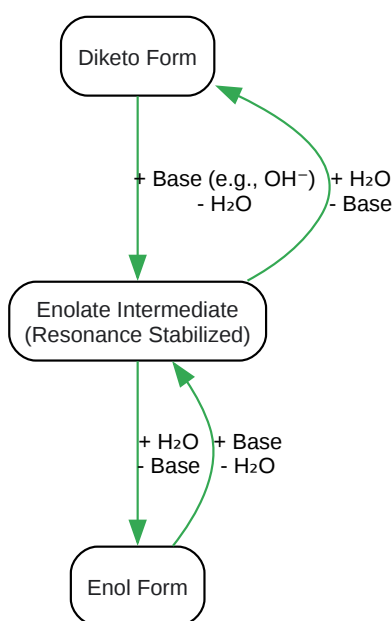 Diketo Form
+ Base (e.g., OH⁻)
- H₂O
+ H₂O
- Base
Enolate Intermediate
(Resonance Stabilized)
+ H₂O
- Base
+ Base
- H₂O
Enol Form